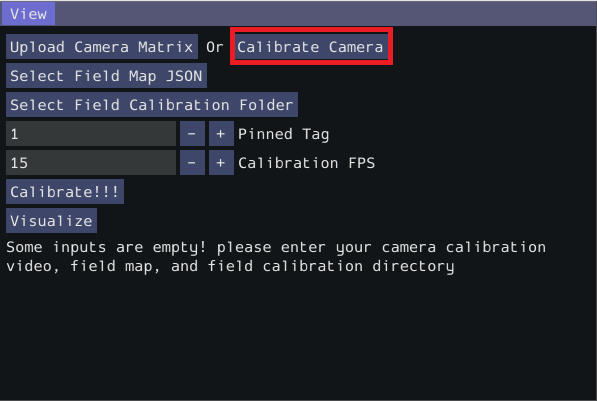 View
Upload Camera Matrix Or Calibrate Camera
Select Field Map JSON
Select Field Calibration Folder
1 - + Pinned Tag
15 - + Calibration FPS
Calibrate!!!
Visualize
Some inputs are empty! please enter your camera calibration
video, field map, and field calibration directory